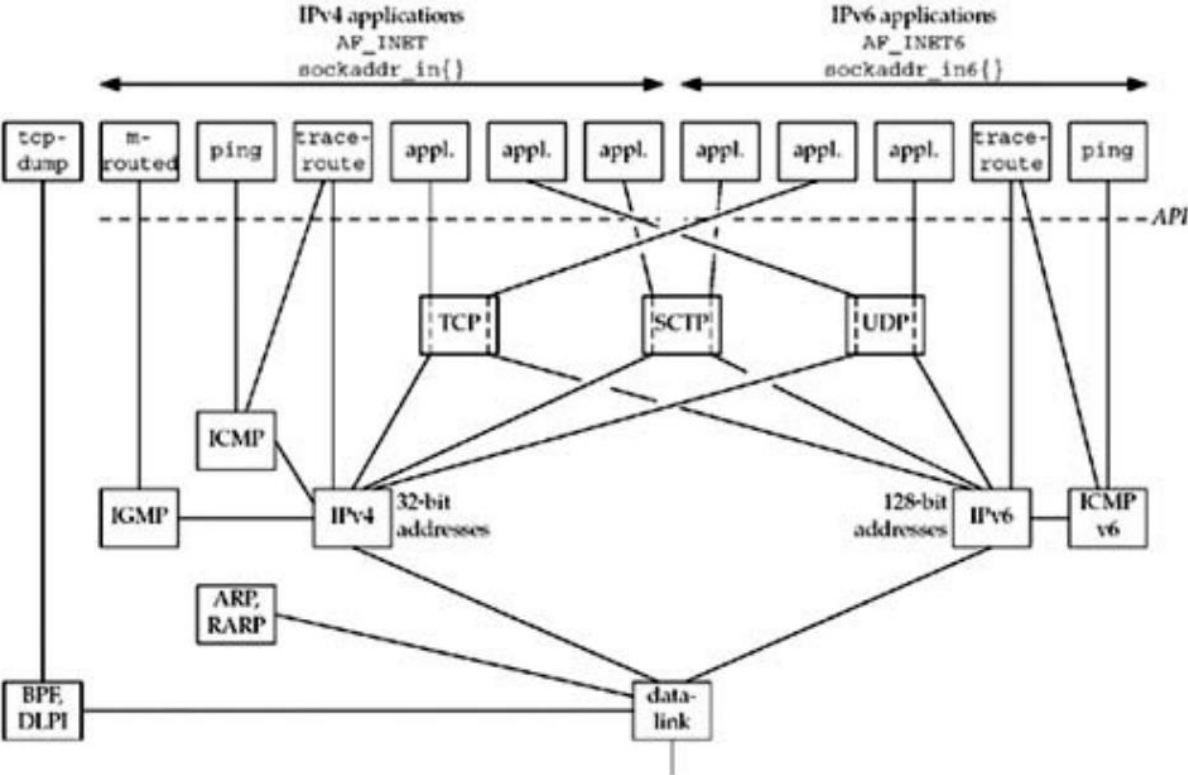 IPv4 applications
AF_INET
sockaddr_in{}
IPv6 applications
AF_INET6
sockaddr_in6{}
tcp-
dump
m-
routed
ping
trace-
route
appl.
appl.
appl.
appl.
appl.
appl.
trace-
route
ping
API
TCP
SCTP
UDP
ICMP
IGMP
IPv4
32-bit
addresses
128-bit
addresses
IPv6
ICMP
v6
ARP,
RARP
BPF,
DLPI
data-
link